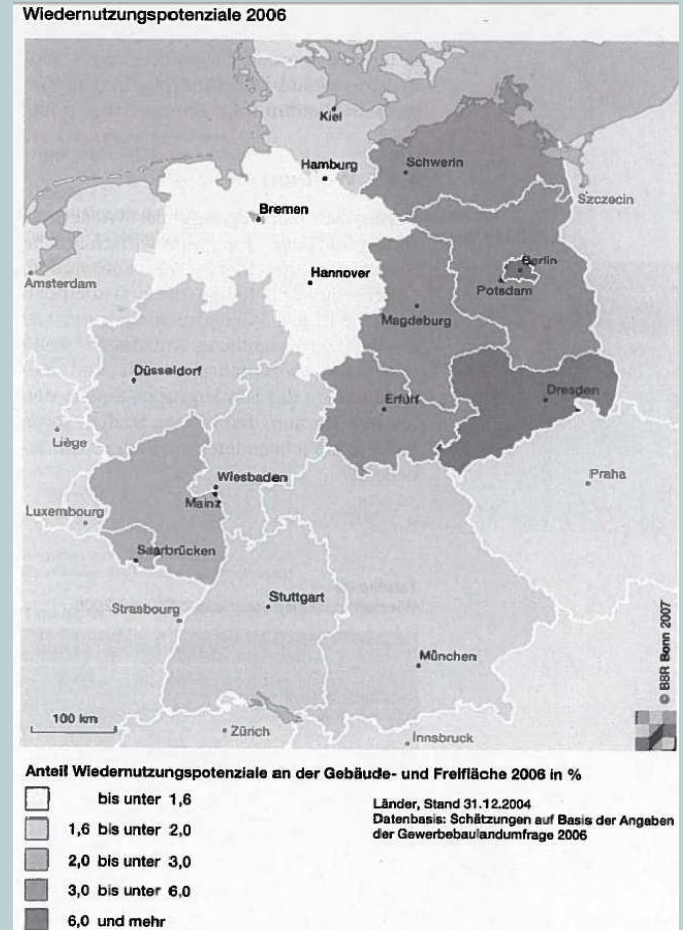 Wiedernutzungspotenziale 2006
Kiel
Hamburg
Schwerin
Szczecin
Bremen
Amsterdam
Hannover
Berlin
Potsdam
Magdeburg
Düsseldorf
Erfurt
Dresden
Liège
Wiesbaden
Praha
Mainz
Luxembourg
Saarbrücken
Stuttgart
Strasbourg
München
© BBR Bonn 2007
100 km
Zürich
Innsbruck
Anteil Wiedernutzungspotenziale an der Gebäude- und Freifläche 2006 in %
bis unter 1,6
1,6 bis unter 2,0
2,0 bis unter 3,0
3,0 bis unter 6,0
6,0 und mehr
Länder, Stand 31.12.2004
Datenbasis: Schätzungen auf Basis der Angaben
der Gewerbebaulandumfrage 2006